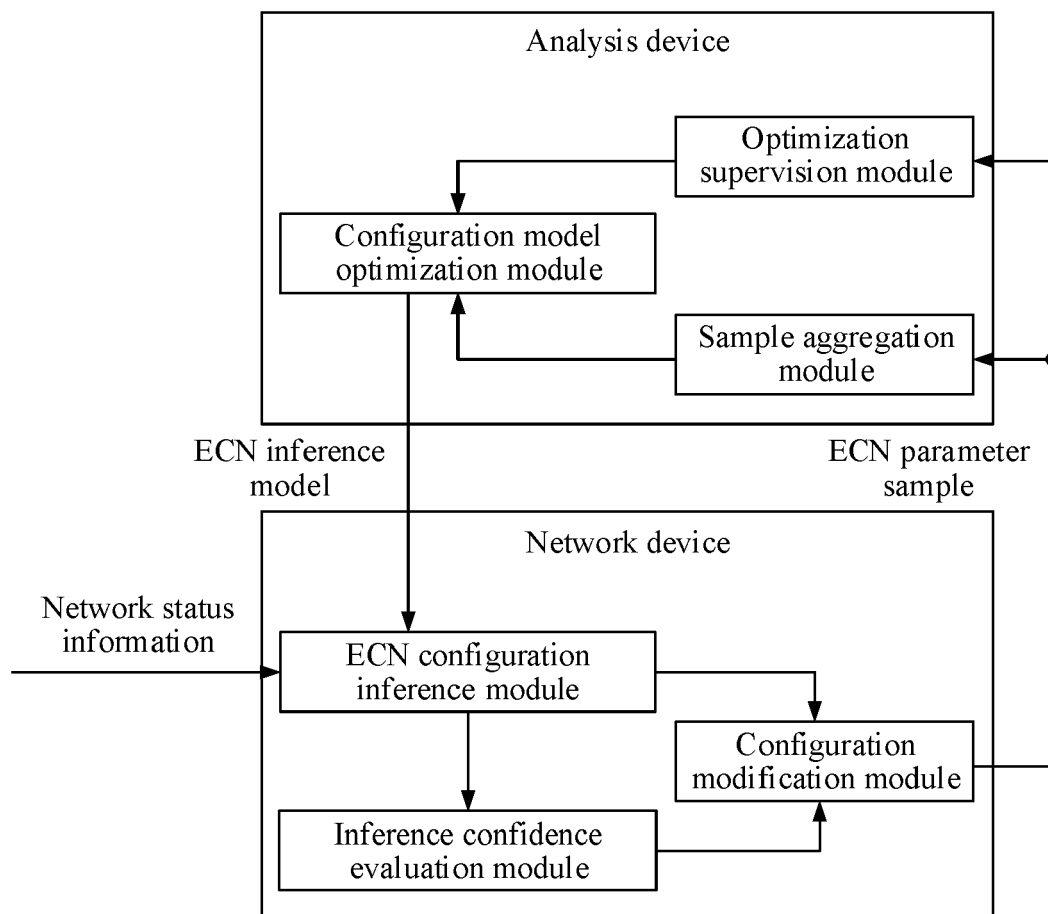 Analysis device
Optimization
supervision module
Configuration model
optimization module
Sample aggregation
module
ECN inference
model
ECN parameter
sample
Network device
Network status
information
ECN configuration
inference module
Configuration
modification module
Inference confidence
evaluation module